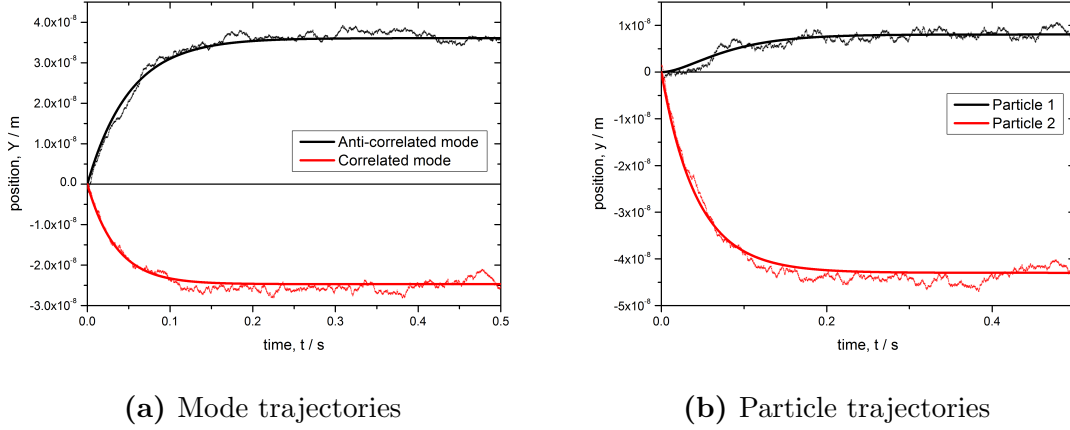 4.0x10⁻⁸
3.0x10⁻⁸
2.0x10⁻⁸
1.0x10⁻⁸
0.0
-1.0x10⁻⁸
-2.0x10⁻⁸
-3.0x10⁻⁸
position, Y / m
Anti-correlated mode
Correlated mode
0.0 0.1 0.2 0.3 0.4 0.5
time, t / s
(a) Mode trajectories
1x10⁻⁸
0
-1x10⁻⁸
-2x10⁻⁸
-3x10⁻⁸
-4x10⁻⁸
-5x10⁻⁸
position, y / m
Particle 1
Particle 2
0.0 0.2 0.4
time, t / s
(b) Particle trajectories